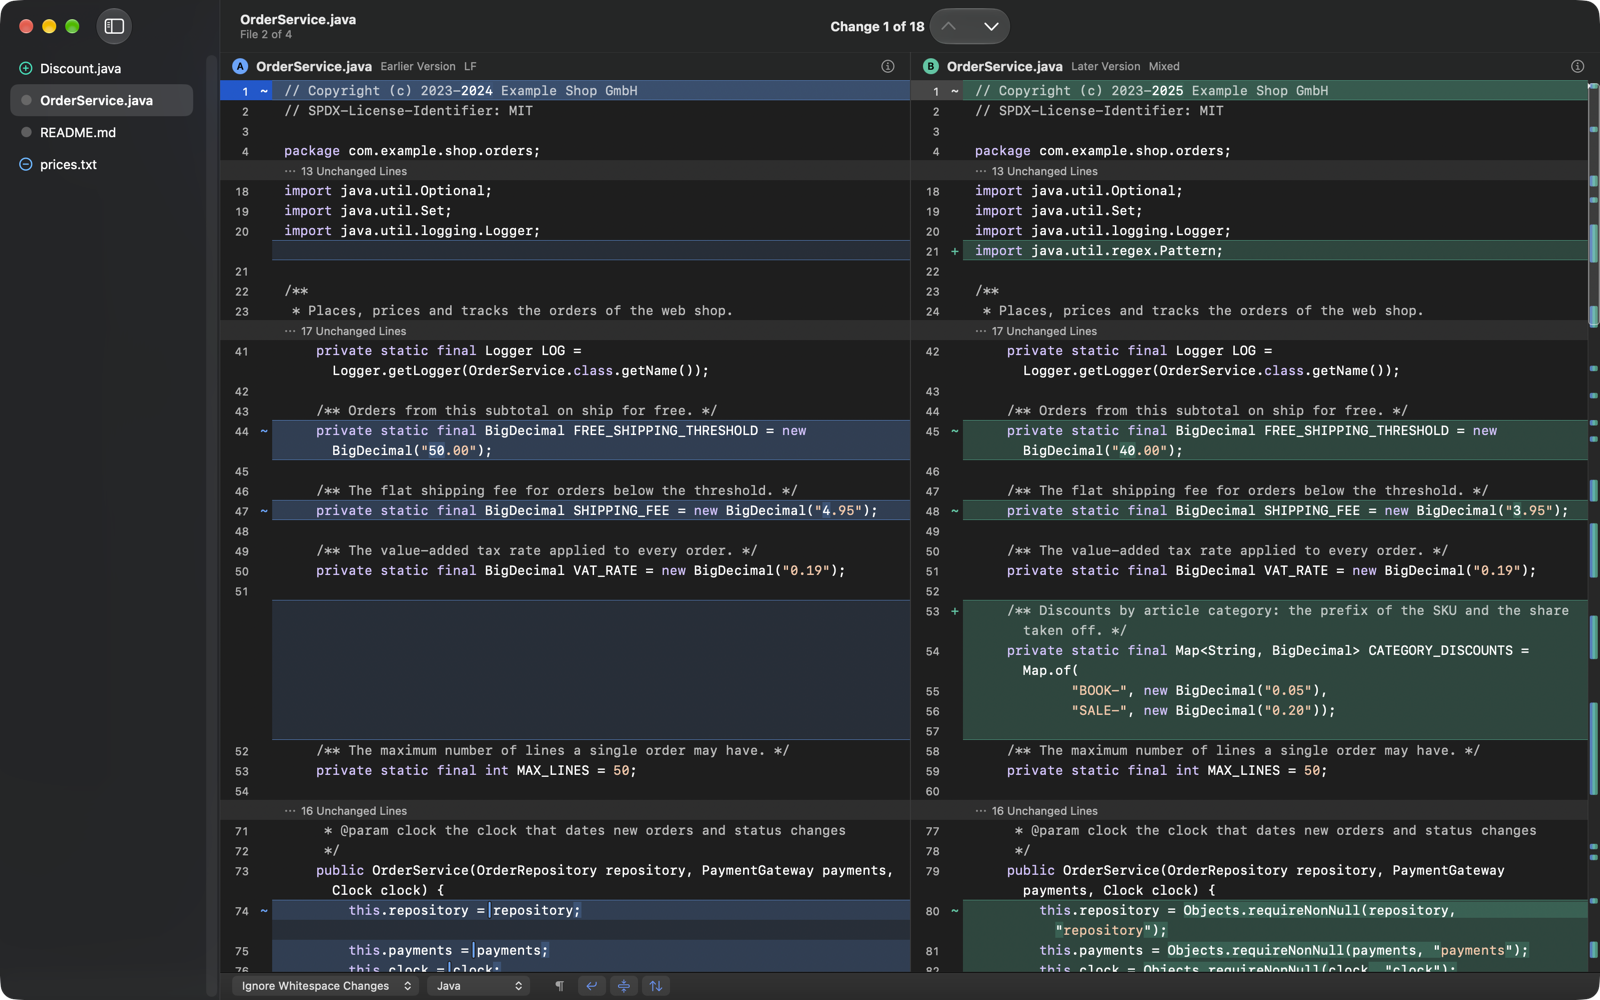 OrderService.java
File 2 of 4
Change 1 of 18
Discount.java
OrderService.java
README.md
prices.txt
A OrderService.java Earlier Version LF
1 ~ // Copyright (c) 2023-2024 Example Shop GmbH
2 // SPDX-License-Identifier: MIT
3
4 package com.example.shop.orders;
··· 13 Unchanged Lines
18 import java.util.Optional;
19 import java.util.Set;
20 import java.util.logging.Logger;
21
22 /**
23 * Places, prices and tracks the orders of the web shop.
··· 17 Unchanged Lines
41 private static final Logger LOG =
Logger.getLogger(OrderService.class.getName());
42
43 /** Orders from this subtotal on ship for free. */
44 ~ private static final BigDecimal FREE_SHIPPING_THRESHOLD = new
BigDecimal("50.00");
45
46 /** The flat shipping fee for orders below the threshold. */
47 ~ private static final BigDecimal SHIPPING_FEE = new BigDecimal("4.95");
48
49 /** The value-added tax rate applied to every order. */
50 private static final BigDecimal VAT_RATE = new BigDecimal("0.19");
51
52 /** The maximum number of lines a single order may have. */
53 private static final int MAX_LINES = 50;
54
··· 16 Unchanged Lines
71 * @param clock the clock that dates new orders and status changes
72 */
73 public OrderService(OrderRepository repository, PaymentGateway payments,
Clock clock) {
74 ~ this.repository = repository;
75 this.payments = payments;
76 this.clock = clock;
B OrderService.java Later Version Mixed
1 ~ // Copyright (c) 2023-2025 Example Shop GmbH
2 // SPDX-License-Identifier: MIT
3
4 package com.example.shop.orders;
··· 13 Unchanged Lines
18 import java.util.Optional;
19 import java.util.Set;
20 import java.util.logging.Logger;
21 + import java.util.regex.Pattern;
22
23 /**
24 * Places, prices and tracks the orders of the web shop.
··· 17 Unchanged Lines
42 private static final Logger LOG =
Logger.getLogger(OrderService.class.getName());
43
44 /** Orders from this subtotal on ship for free. */
45 ~ private static final BigDecimal FREE_SHIPPING_THRESHOLD = new
BigDecimal("40.00");
46
47 /** The flat shipping fee for orders below the threshold. */
48 ~ private static final BigDecimal SHIPPING_FEE = new BigDecimal("3.95");
49
50 /** The value-added tax rate applied to every order. */
51 private static final BigDecimal VAT_RATE = new BigDecimal("0.19");
52
53 + /** Discounts by article category: the prefix of the SKU and the share
taken off. */
54 private static final Map<String, BigDecimal> CATEGORY_DISCOUNTS =
Map.of(
55 "BOOK-", new BigDecimal("0.05"),
56 "SALE-", new BigDecimal("0.20"));
57
58 /** The maximum number of lines a single order may have. */
59 private static final int MAX_LINES = 50;
60
··· 16 Unchanged Lines
77 * @param clock the clock that dates new orders and status changes
78 */
79 public OrderService(OrderRepository repository, PaymentGateway
payments, Clock clock) {
80 ~ this.repository = Objects.requireNonNull(repository,
"repository");
81 this.payments = Objects.requireNonNull(payments, "payments");
82 this.clock = Objects.requireNonNull(clock, "clock");
Ignore Whitespace Changes
Java
¶